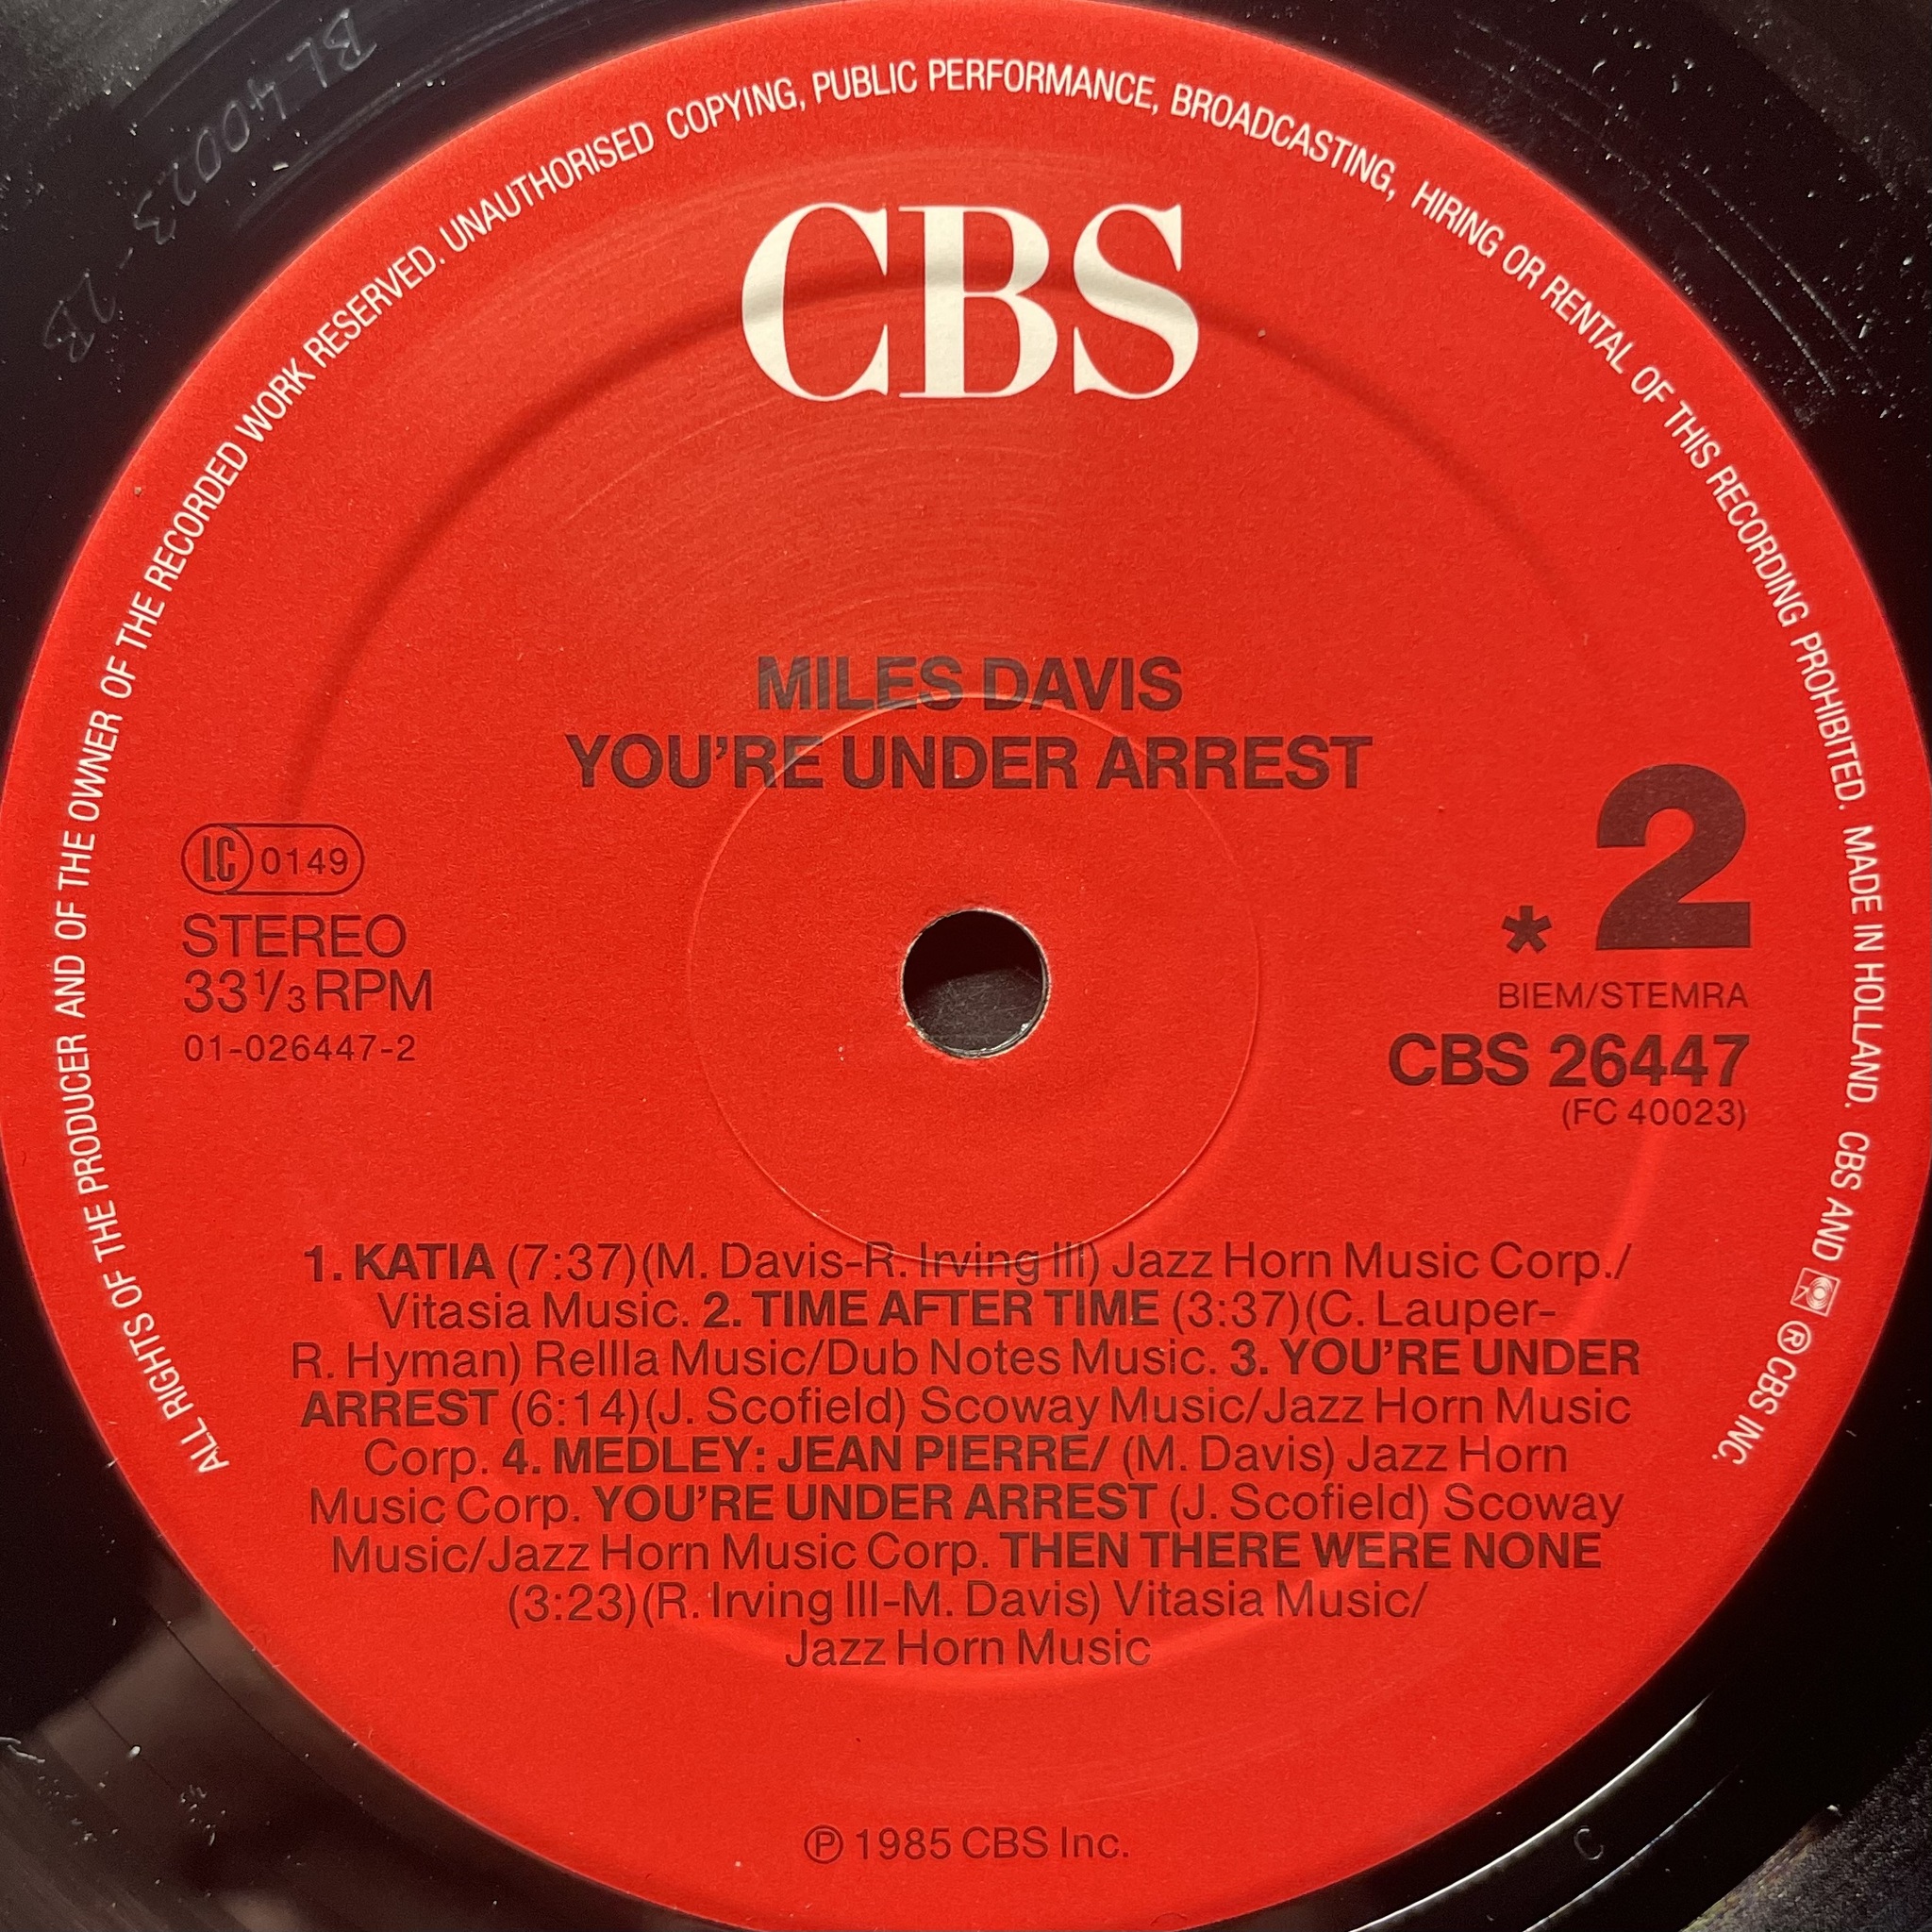 BL 40023-2B
ALL RIGHTS OF THE PRODUCER AND OF THE OWNER OF THE RECORDED WORK RESERVED. UNAUTHORISED COPYING, PUBLIC PERFORMANCE, BROADCASTING, HIRING OR RENTAL OF THIS RECORDING PROHIBITED. MADE IN HOLLAND. CBS AND ® CBS INC.
CBS
MILES DAVIS
YOU'RE UNDER ARREST
LC 0149
STEREO
33⅓ RPM
01-026447-2
* 2
BIEM/STEMRA
CBS 26447
(FC 40023)
1. KATIA (7:37)(M. Davis-R. Irving III) Jazz Horn Music Corp./
Vitasia Music. 2. TIME AFTER TIME (3:37)(C. Lauper-
R. Hyman) Rellla Music/Dub Notes Music. 3. YOU'RE UNDER
ARREST (6:14)(J. Scofield) Scoway Music/Jazz Horn Music
Corp. 4. MEDLEY: JEAN PIERRE/ (M. Davis) Jazz Horn
Music Corp. YOU'RE UNDER ARREST (J. Scofield) Scoway
Music/Jazz Horn Music Corp. THEN THERE WERE NONE
(3:23)(R. Irving III-M. Davis) Vitasia Music/
Jazz Horn Music
℗ 1985 CBS Inc.
C